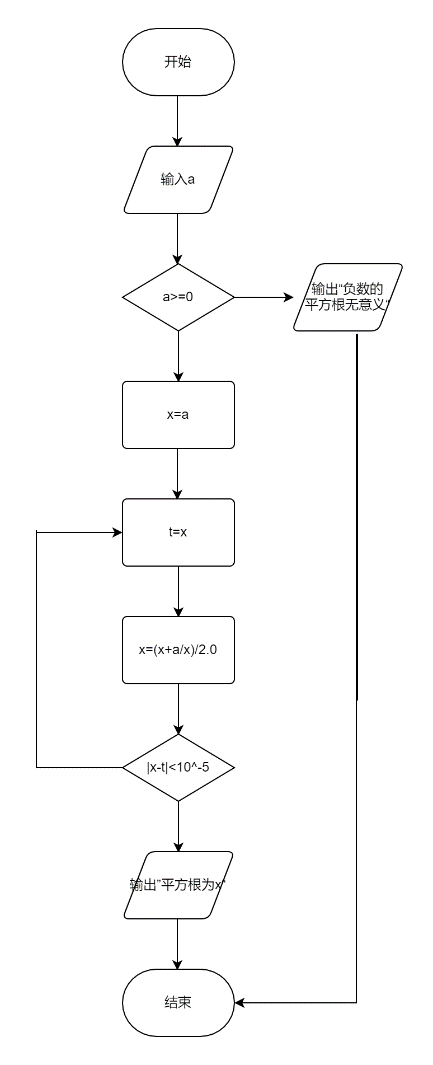 开始
输入a
a>=0
输出“负数的
平方根无意义”
x=a
t=x
x=(x+a/x)/2.0
|x-t|<10^-5
输出”平方根为x“
结束